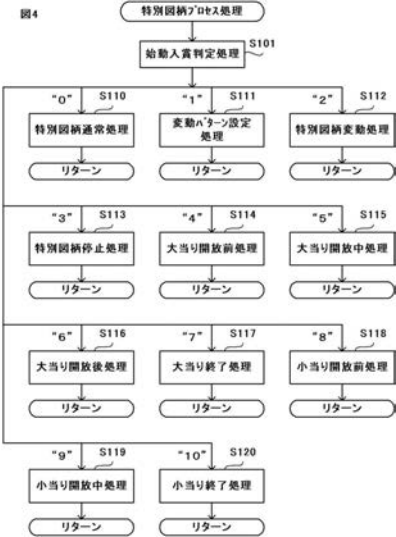 図4
特別図柄プロセス処理
S101
始動入賞判定処理
“0” S110
特別図柄通常処理
リターン
“1” S111
変動パターン設定
処理
リターン
“2” S112
特別図柄変動処理
リターン
“3” S113
特別図柄停止処理
リターン
“4” S114
大当り開放前処理
リターン
“5” S115
大当り開放中処理
リターン
“6” S116
大当り開放後処理
リターン
“7” S117
大当り終了処理
リターン
“8” S118
小当り開放前処理
リターン
“9” S119
小当り開放中処理
リターン
“10” S120
小当り終了処理
リターン